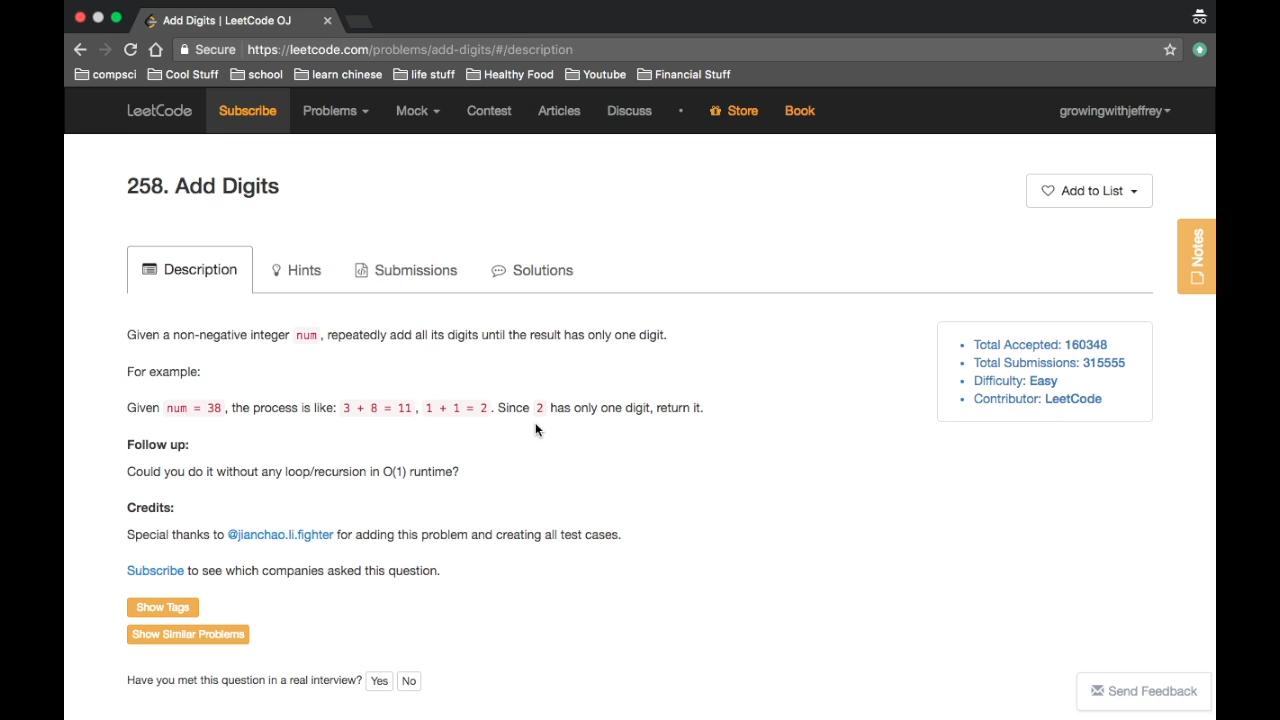 Add Digits | LeetCode OJ
Secure https://leetcode.com/problems/add-digits/#/description
compsci Cool Stuff school learn chinese life stuff Healthy Food Youtube Financial Stuff
LeetCode Subscribe Problems Mock Contest Articles Discuss • Store Book growingwithjeffrey
258. Add Digits
Add to List
Notes
Description Hints Submissions Solutions
Given a non-negative integer num, repeatedly add all its digits until the result has only one digit.
For example:
Given num = 38, the process is like: 3 + 8 = 11, 1 + 1 = 2. Since 2 has only one digit, return it.
Follow up:
Could you do it without any loop/recursion in O(1) runtime?
Credits:
Special thanks to @jianchao.li.fighter for adding this problem and creating all test cases.
Subscribe to see which companies asked this question.
Show Tags
Show Similar Problems
Have you met this question in a real interview? Yes No
• Total Accepted: 160348
• Total Submissions: 315555
• Difficulty: Easy
• Contributor: LeetCode
Send Feedback